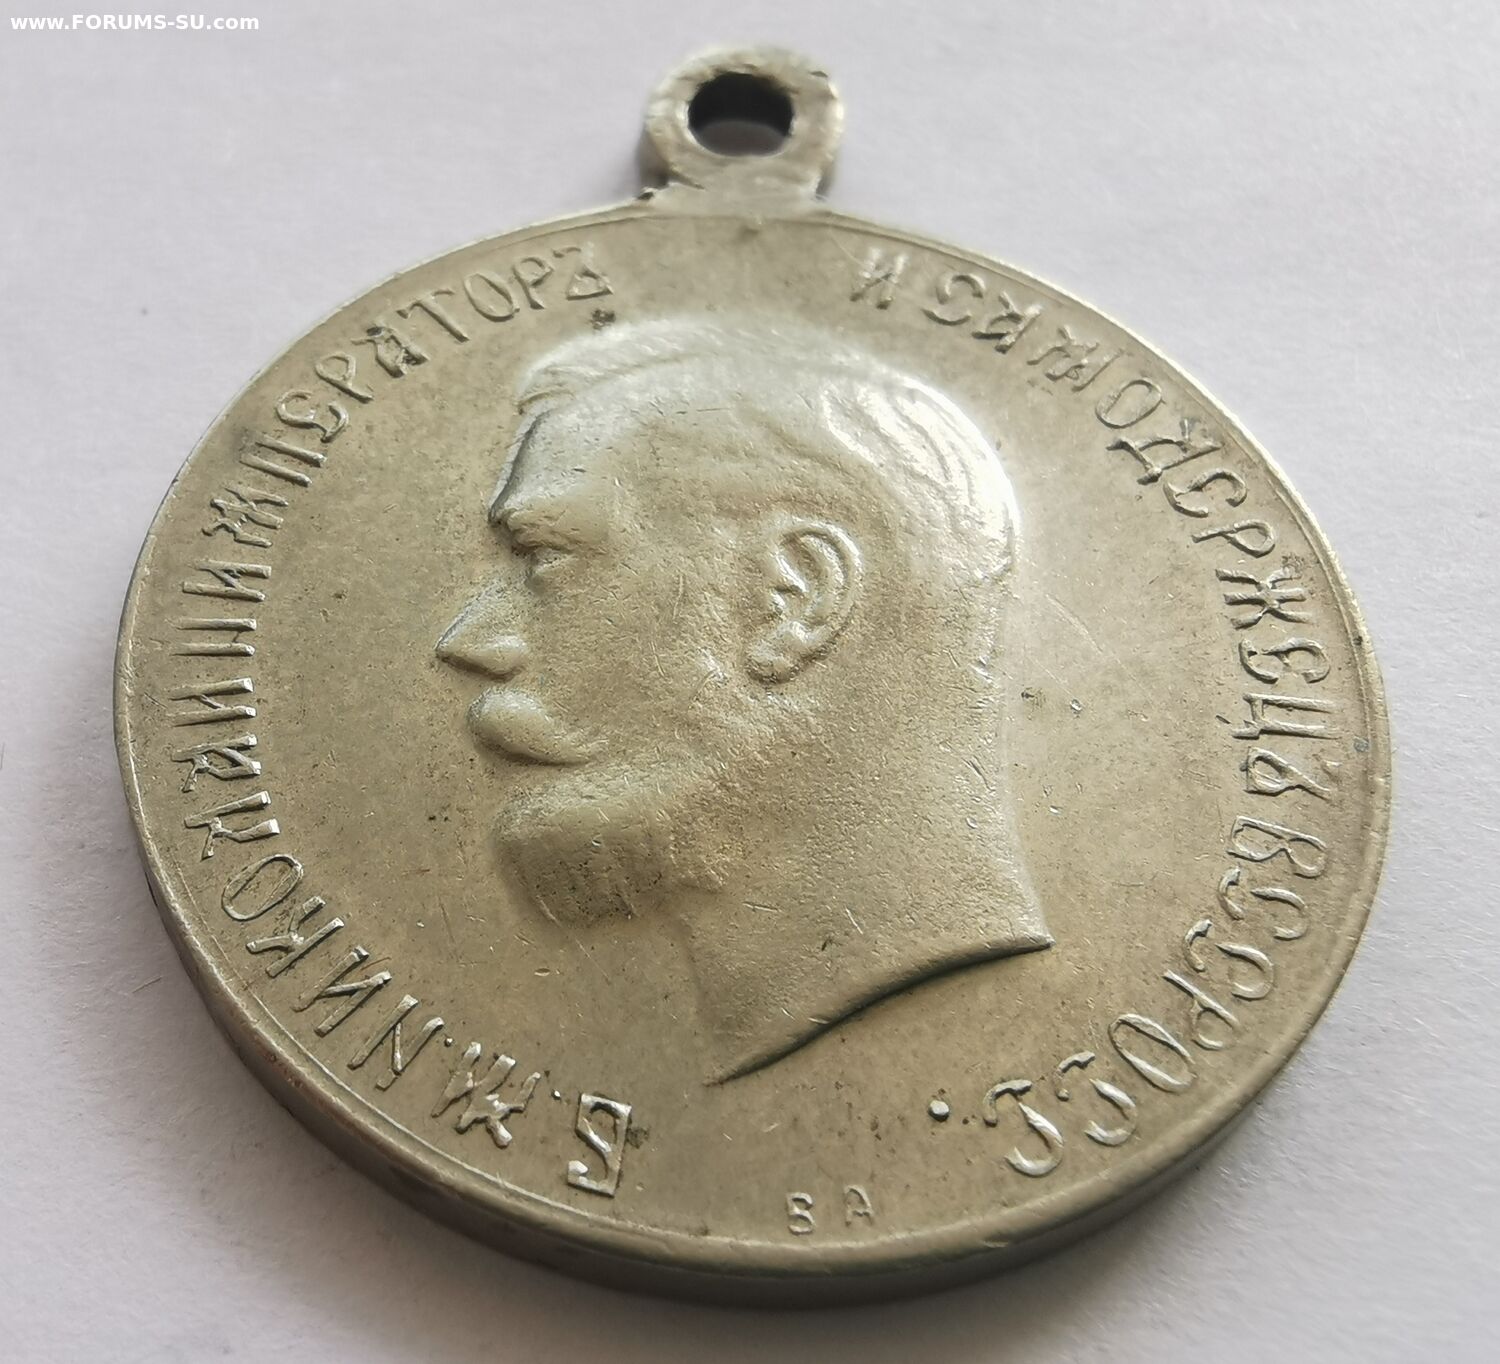 www.FORUMS-SU.com
Б.М.НИКОЛАЙ II ИМПЕРАТОРЪ И САМОДЕРЖЕЦЪ ВСЕРОСС.
ВА